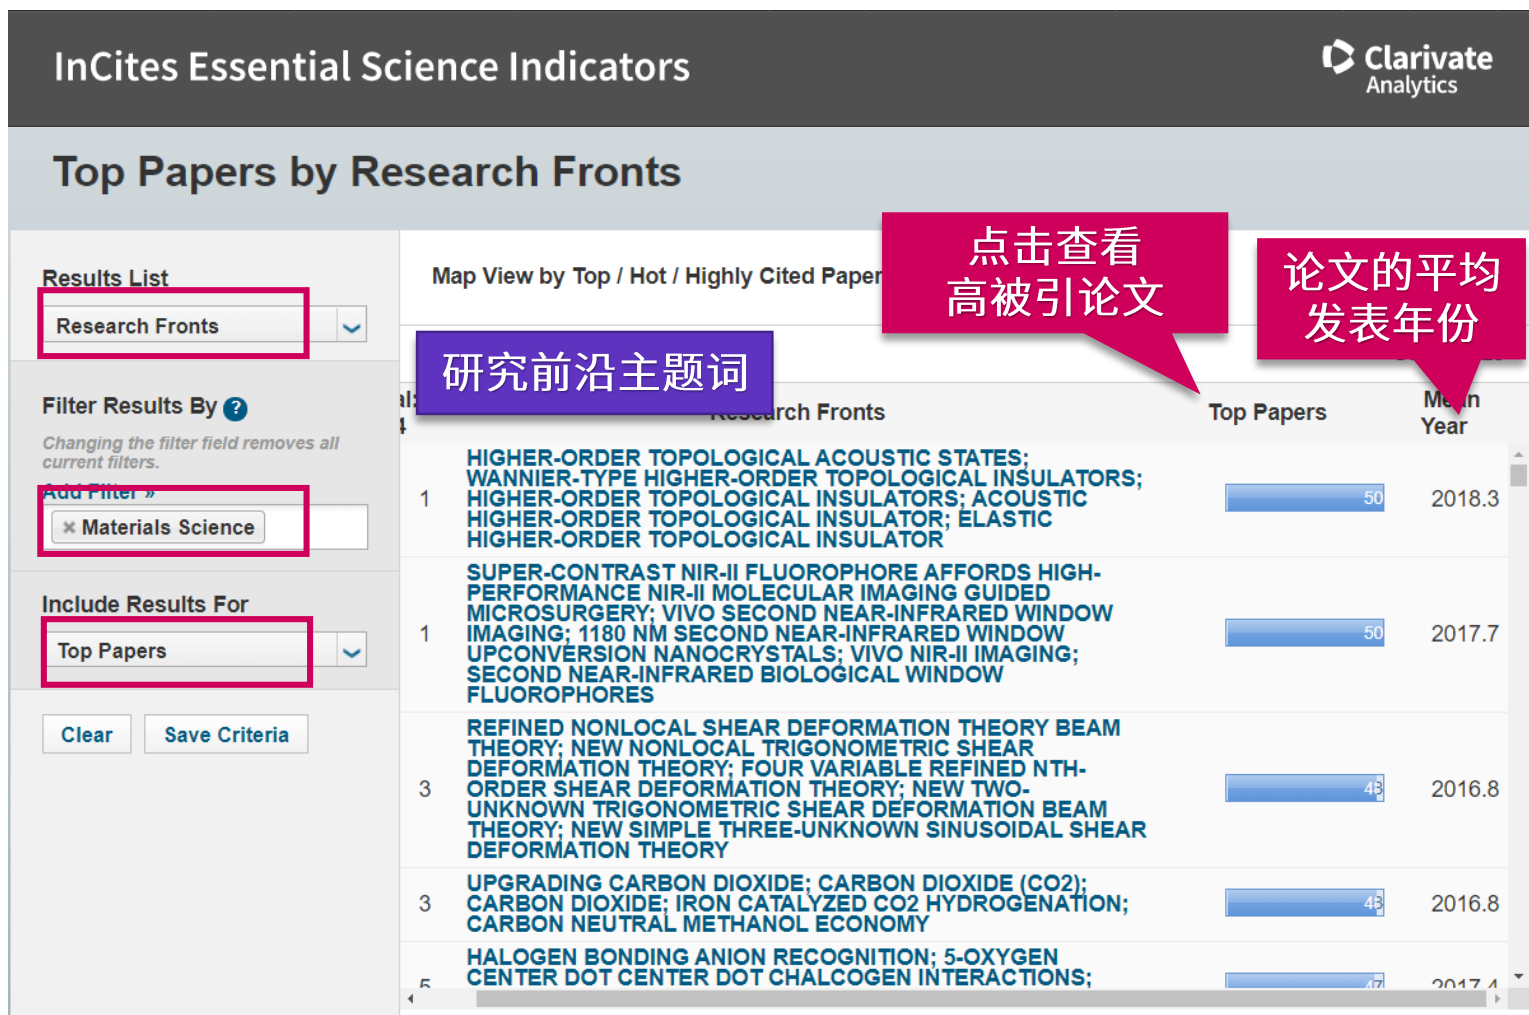 InCites Essential Science Indicators
Clarivate
Analytics
Top Papers by Research Fronts
Results List
Research Fronts
Filter Results By ?
Changing the filter field removes all
current filters.
Add Filter »
× Materials Science
Include Results For
Top Papers
Clear
Save Criteria
Map View by Top / Hot / Highly Cited Paper
点击查看
高被引论文
论文的平均
发表年份
研究前沿主题词
Research Fronts
Top Papers
Mean
Year
1
HIGHER-ORDER TOPOLOGICAL ACOUSTIC STATES;
WANNIER-TYPE HIGHER-ORDER TOPOLOGICAL INSULATORS;
HIGHER-ORDER TOPOLOGICAL INSULATORS; ACOUSTIC
HIGHER-ORDER TOPOLOGICAL INSULATOR; ELASTIC
HIGHER-ORDER TOPOLOGICAL INSULATOR
50
2018.3
1
SUPER-CONTRAST NIR-II FLUOROPHORE AFFORDS HIGH-
PERFORMANCE NIR-II MOLECULAR IMAGING GUIDED
MICROSURGERY; VIVO SECOND NEAR-INFRARED WINDOW
IMAGING; 1180 NM SECOND NEAR-INFRARED WINDOW
UPCONVERSION NANOCRYSTALS; VIVO NIR-II IMAGING;
SECOND NEAR-INFRARED BIOLOGICAL WINDOW
FLUOROPHORES
50
2017.7
3
REFINED NONLOCAL SHEAR DEFORMATION THEORY BEAM
THEORY; NEW NONLOCAL TRIGONOMETRIC SHEAR
DEFORMATION THEORY; FOUR VARIABLE REFINED NTH-
ORDER SHEAR DEFORMATION THEORY; NEW TWO-
UNKNOWN TRIGONOMETRIC SHEAR DEFORMATION BEAM
THEORY; NEW SIMPLE THREE-UNKNOWN SINUSOIDAL SHEAR
DEFORMATION THEORY
48
2016.8
3
UPGRADING CARBON DIOXIDE; CARBON DIOXIDE (CO2);
CARBON DIOXIDE; IRON CATALYZED CO2 HYDROGENATION;
CARBON NEUTRAL METHANOL ECONOMY
48
2016.8
5
HALOGEN BONDING ANION RECOGNITION; 5-OXYGEN
CENTER DOT CENTER DOT CHALCOGEN INTERACTIONS;
47
2017.4